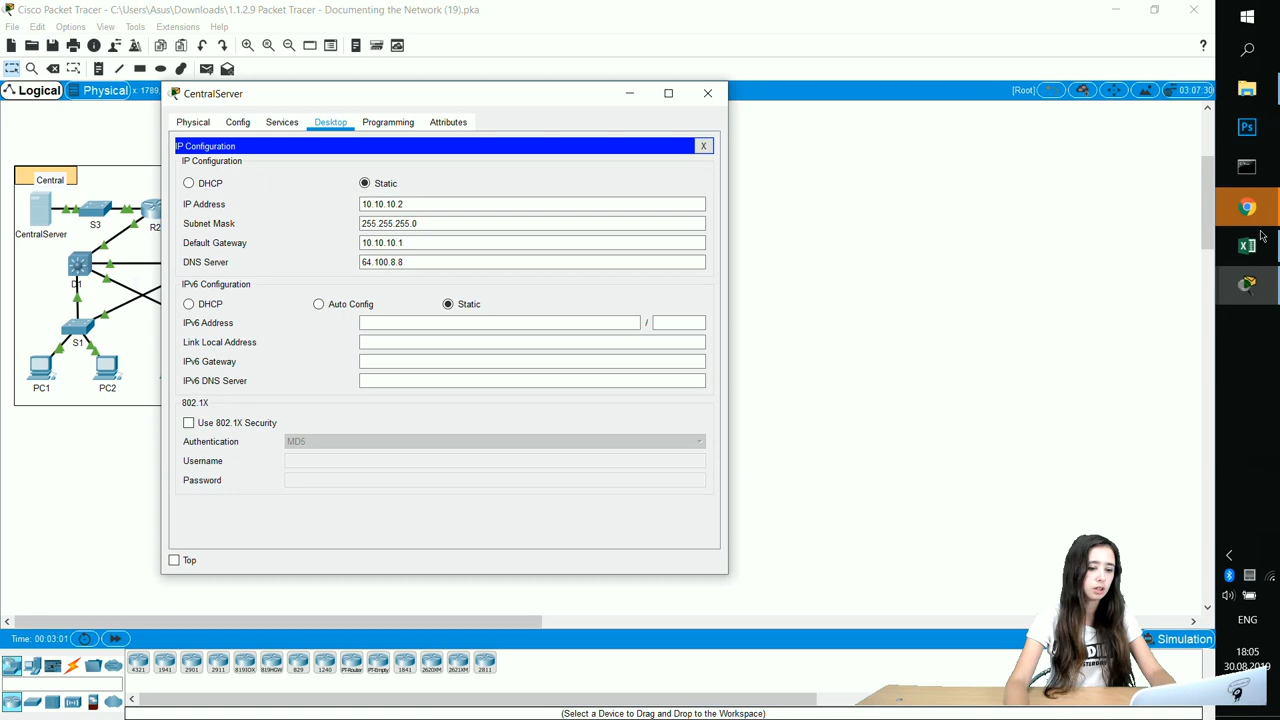 Cisco Packet Tracer - C:\Users\Asus\Downloads\1.1.2.9 Packet Tracer - Documenting the Network (19).pka
File Edit Options View Tools Extensions Help
?
Logical Physical x: 1789, [Root] 03:07:30
CentralServer
Physical Config Services Desktop Programming Attributes
IP Configuration X
IP Configuration
DHCP Static
IP Address 10.10.10.2
Subnet Mask 255.255.255.0
Default Gateway 10.10.10.1
DNS Server 64.100.8.8
IPv6 Configuration
DHCP Auto Config Static
IPv6 Address /
Link Local Address
IPv6 Gateway
IPv6 DNS Server
802.1X
Use 802.1X Security
Authentication MD5
Username
Password
Top
Central
S3
R2
CentralServer
D1
S1
PC1 PC2
Ps
ENG
18:05
30.08.2019
Time: 00:03:01 Simulation
4321 1941 2901 2911 819IOX 819HGW 829 1240 PT-Router PT-Empty 1841 2620XM 2621XM 2811
(Select a Device to Drag and Drop to the Workspace)